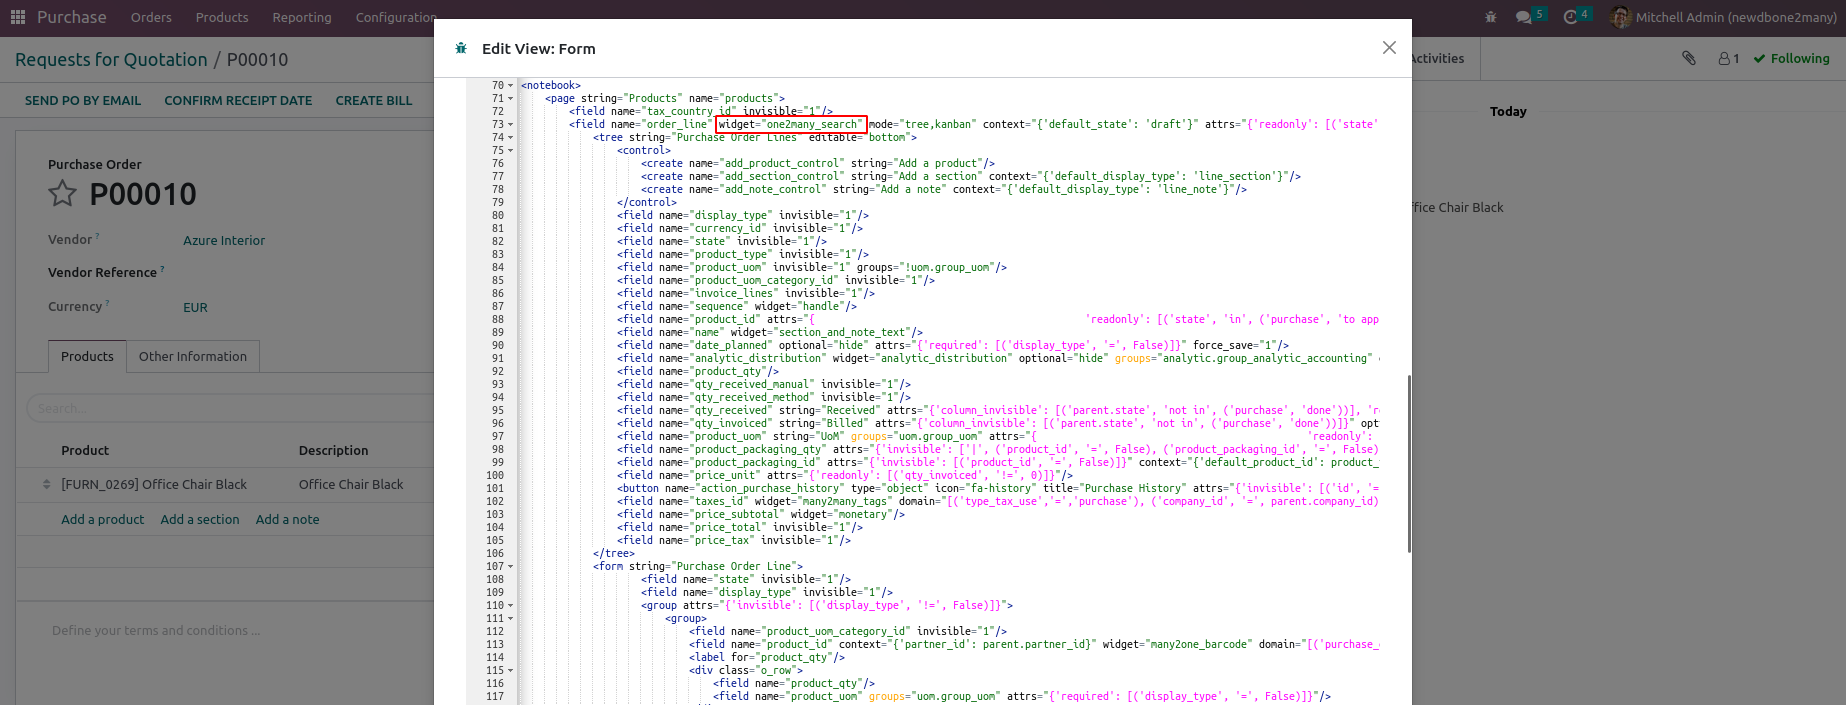 Purchase Orders Products Reporting Configuration 5 4 Mitchell Admin (newdbone2many)
Requests for Quotation / P00010
SEND PO BY EMAIL CONFIRM RECEIPT DATE CREATE BILL
Purchase Order
P00010
Vendor ? Azure Interior
Vendor Reference ?
Currency ? EUR
Products Other Information
Search...
Product Description
[FURN_0269] Office Chair Black Office Chair Black
Add a product Add a section Add a note
Define your terms and conditions ...
Edit View: Form
70 <notebook>
71 <page string="Products" name="products">
72 <field name="tax_country_id" invisible="1"/>
73 <field name="order_line" widget="one2many_search" mode="tree,kanban" context="{'default_state': 'draft'}" attrs="{'readonly': [('state'
74 <tree string="Purchase Order Lines" editable="bottom">
75 <control>
76 <create name="add_product_control" string="Add a product"/>
77 <create name="add_section_control" string="Add a section" context="{'default_display_type': 'line_section'}"/>
78 <create name="add_note_control" string="Add a note" context="{'default_display_type': 'line_note'}"/>
79 </control>
80 <field name="display_type" invisible="1"/>
81 <field name="currency_id" invisible="1"/>
82 <field name="state" invisible="1"/>
83 <field name="product_type" invisible="1"/>
84 <field name="product_uom" invisible="1" groups="!uom.group_uom"/>
85 <field name="product_uom_category_id" invisible="1"/>
86 <field name="invoice_lines" invisible="1"/>
87 <field name="sequence" widget="handle"/>
88 <field name="product_id" attrs="{ 'readonly': [('state', 'in', ('purchase', 'to app
89 <field name="name" widget="section_and_note_text"/>
90 <field name="date_planned" optional="hide" attrs="{'required': [('display_type', '=', False)]}" force_save="1"/>
91 <field name="analytic_distribution" widget="analytic_distribution" optional="hide" groups="analytic.group_analytic_accounting"
92 <field name="product_qty"/>
93 <field name="qty_received_manual" invisible="1"/>
94 <field name="qty_received_method" invisible="1"/>
95 <field name="qty_received" string="Received" attrs="{'column_invisible': [('parent.state', 'not in', ('purchase', 'done'))], 're
96 <field name="qty_invoiced" string="Billed" attrs="{'column_invisible': [('parent.state', 'not in', ('purchase', 'done'))]}" opt
97 <field name="product_uom" string="UoM" groups="uom.group_uom" attrs="{ 'readonly':
98 <field name="product_packaging_qty" attrs="{'invisible': ['|', ('product_id', '=', False), ('product_packaging_id', '=', False)
99 <field name="product_packaging_id" attrs="{'invisible': [('product_id', '=', False)]}" context="{'default_product_id': product_
100 <field name="price_unit" attrs="{'readonly': [('qty_invoiced', '!=', 0)]}"/>
101 <button name="action_purchase_history" type="object" icon="fa-history" title="Purchase History" attrs="{'invisible': [('id', '=
102 <field name="taxes_id" widget="many2many_tags" domain="[('type_tax_use','=','purchase'), ('company_id', '=', parent.company_id)
103 <field name="price_subtotal" widget="monetary"/>
104 <field name="price_total" invisible="1"/>
105 <field name="price_tax" invisible="1"/>
106 </tree>
107 <form string="Purchase Order Line">
108 <field name="state" invisible="1"/>
109 <field name="display_type" invisible="1"/>
110 <group attrs="{'invisible': [('display_type', '!=', False)]}">
111 <group>
112 <field name="product_uom_category_id" invisible="1"/>
113 <field name="product_id" context="{'partner_id': parent.partner_id}" widget="many2one_barcode" domain="[('purchase_
114 <label for="product_qty"/>
115 <div class="o_row">
116 <field name="product_qty"/>
117 <field name="product_uom" groups="uom.group_uom" attrs="{'required': [('display_type', '=', False)]}"/>
Activities 1 Following
Today
ffice Chair Black